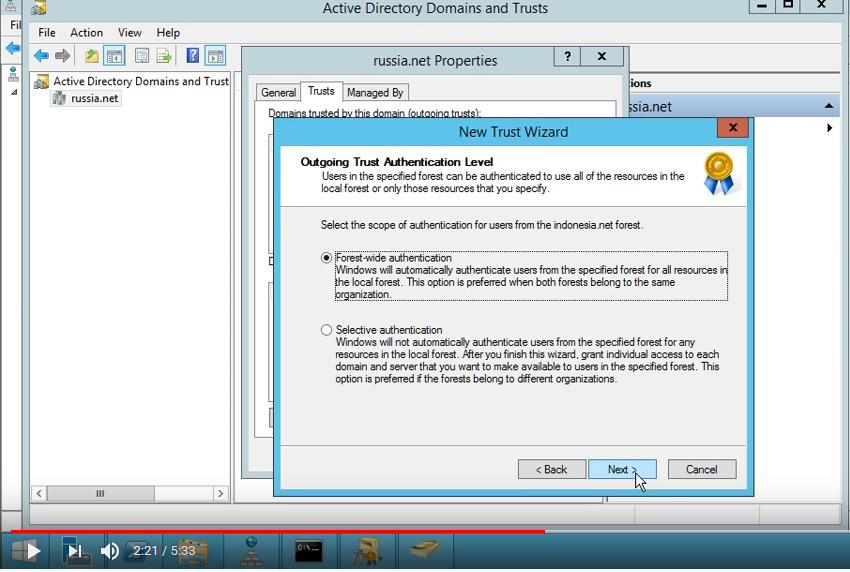 Active Directory Domains and Trusts
Fil
File Action View Help
russia.net Properties
? x
Active Directory Domains and Trust
russia.net
General Trusts Managed By
Domains trusted by this domain (outgoing trusts):
ions
ssia.net
New Trust Wizard
x
Outgoing Trust Authentication Level
Users in the specified forest can be authenticated to use all of the resources in the
local forest or only those resources that you specify.
Select the scope of authentication for users from the indonesia.net forest.
Forest-wide authentication
Windows will automatically authenticate users from the specified forest for all resources in
the local forest. This option is preferred when both forests belong to the same
organization.
Selective authentication
Windows will not automatically authenticate users from the specified forest for any
resources in the local forest. After you finish this wizard, grant individual access to each
domain and server that you want to make available to users in the specified forest. This
option is preferred if the forests belong to different organizations.
< Back Next > Cancel
2:21 / 5:33